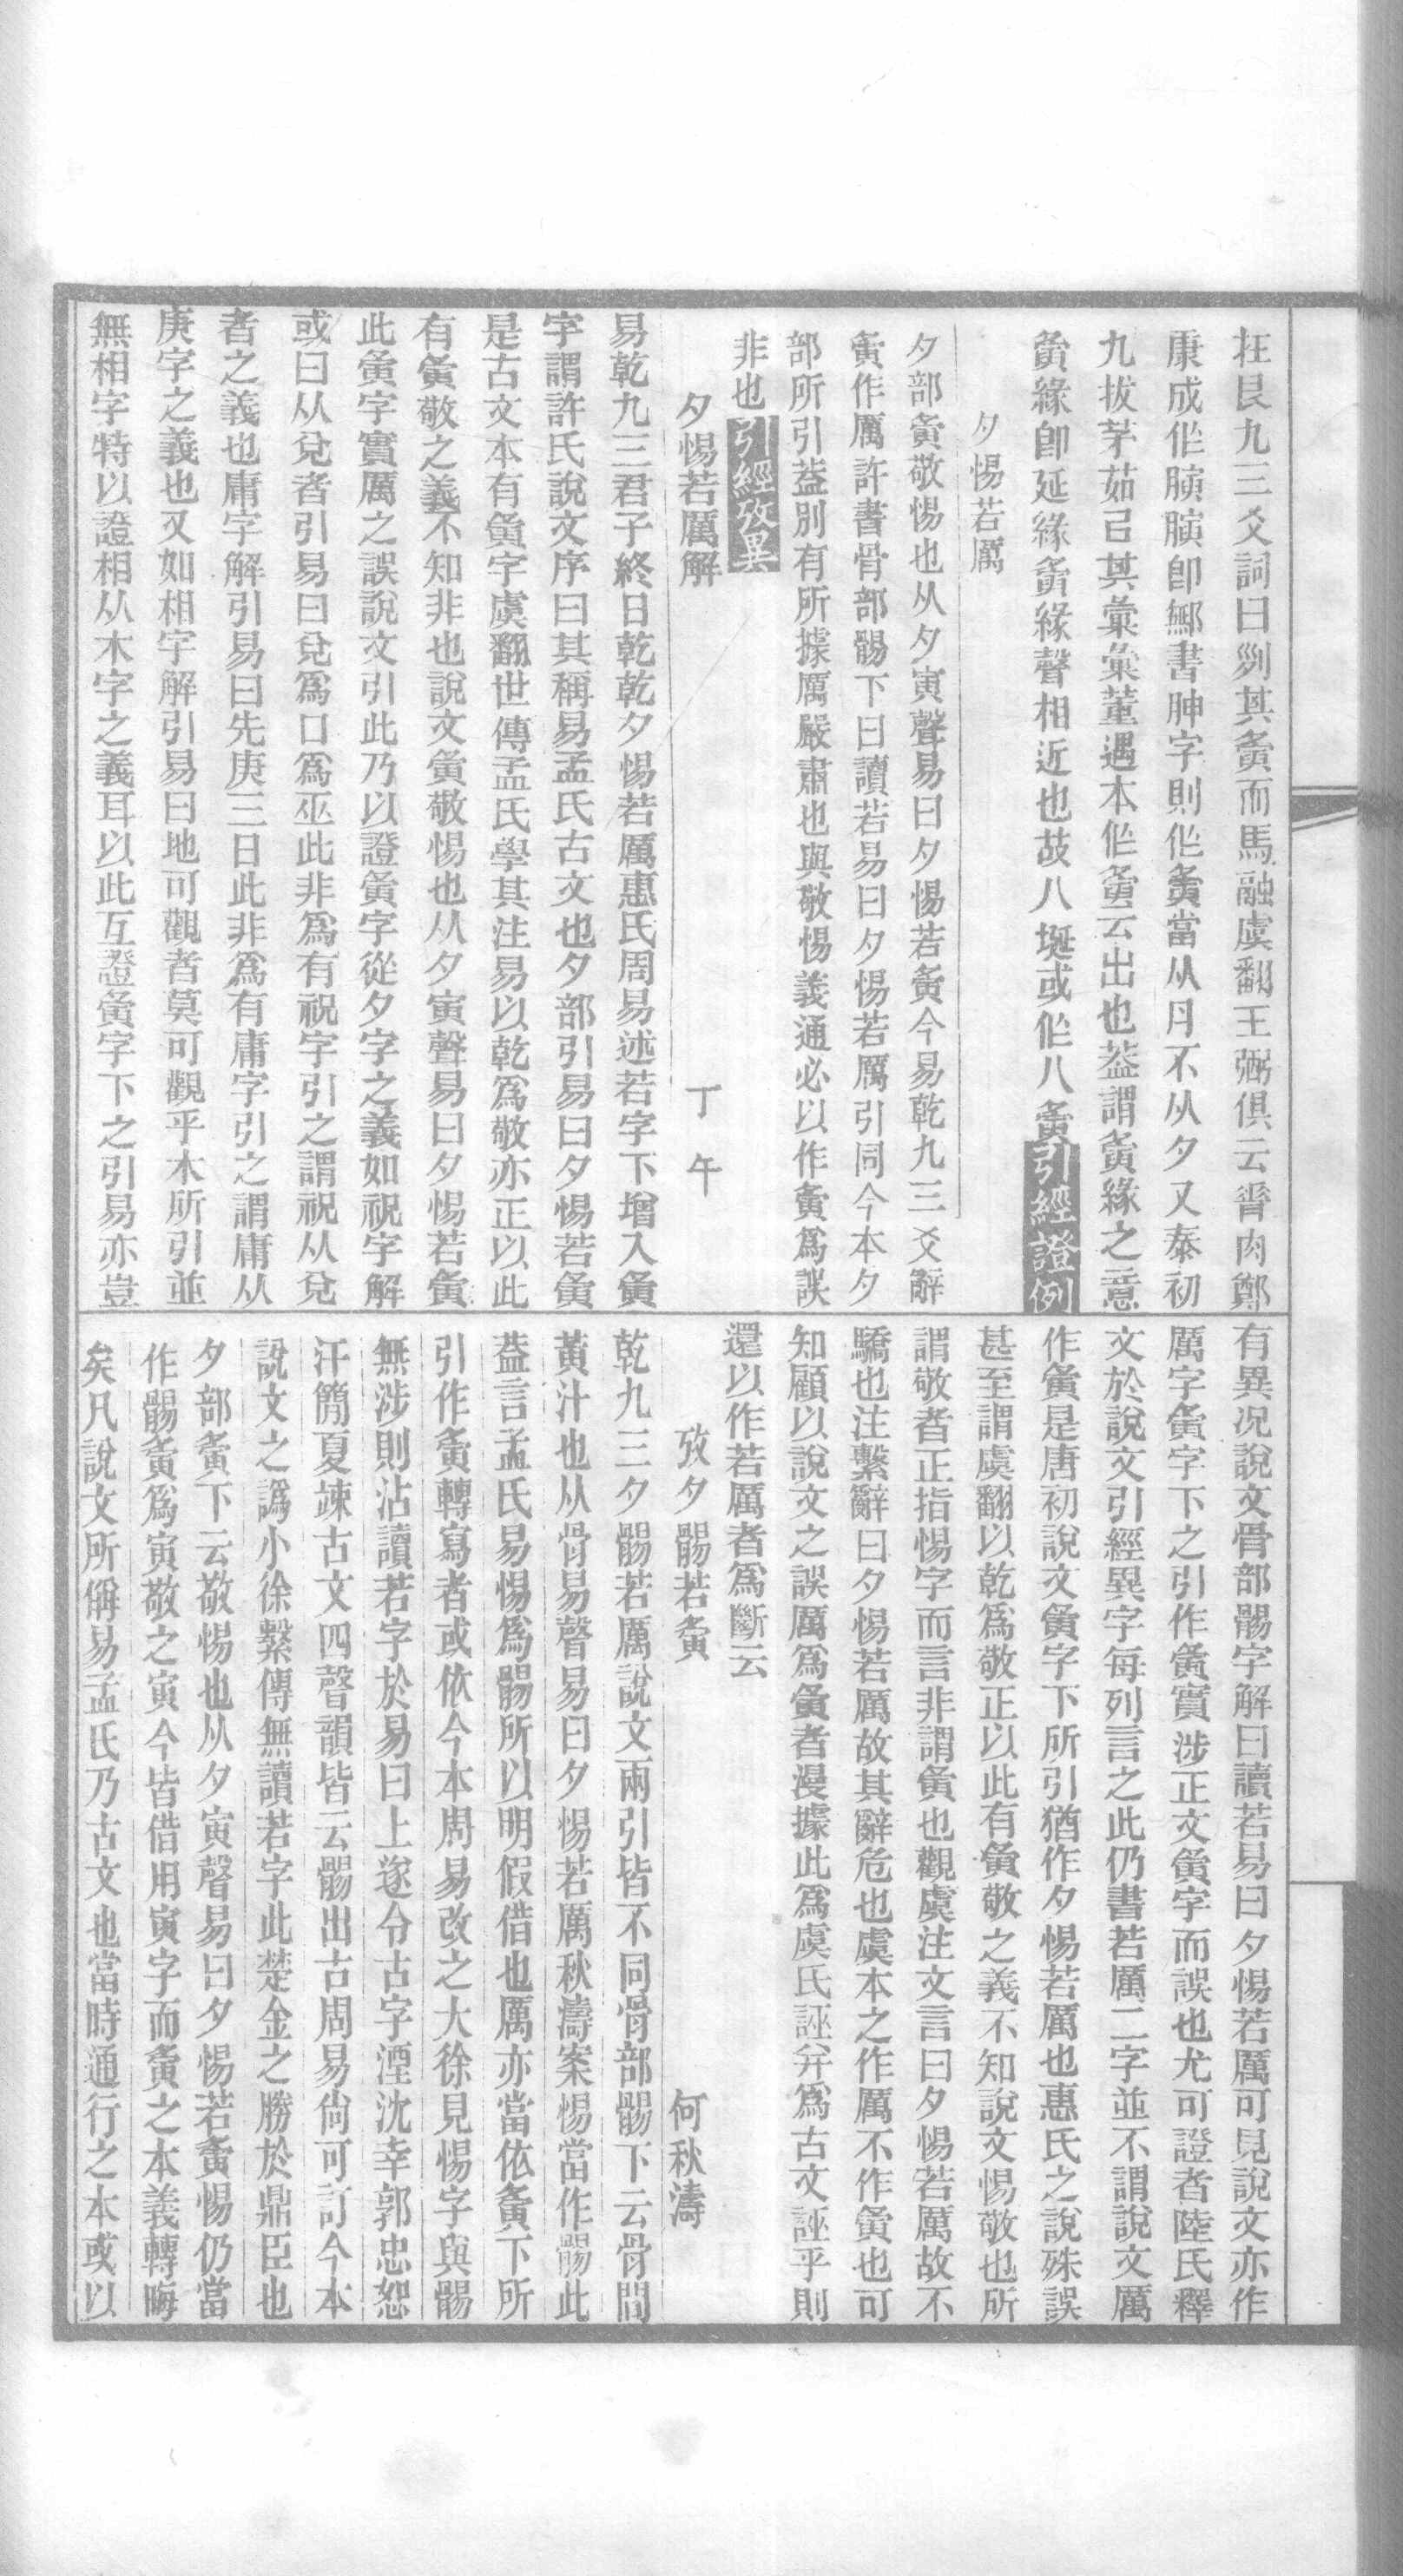 抂艮九三爻詞曰𠛱其夤而馬融虞翻王弼俱云脊肉鄭
康成作䐄䐄卽鄦書胂字則作夤當从月不从夕又泰初
九拔茅茹㠯其彙彙董遇本作夤云出也葢謂夤緣之意
夤緣卽延緣夤緣聲相近也故八埏或作八夤引經證例
夕惕若厲
夕部夤敬惕也从夕寅聲易曰夕惕若夤今易乾九三爻辭
夤作厲許書骨部䯜下曰讀若易曰夕惕若厲引同今本夕
部所引葢別有所據厲嚴肅也與敬惕義通必以作夤爲誤
非也引經攷異
夕惕若厲解
丁午
易乾九三君子終日乾乾夕惕若厲惠氏周易述若字下增入夤
字謂許氏說文序曰其稱易孟氏古文也夕部引易曰夕惕若夤
是古文本有夤字虞翻世傳孟氏學其注易以乾爲敬亦正以此
有夤敬之義不知非也說文夤敬惕也从夕寅聲易曰夕惕若夤
此夤字實厲之誤說文引此乃以證夤字從夕字之義如祝字解
或曰从兌省引易曰兌爲口爲巫此非爲有祝字引之謂祝从兌
省之義也庸字解引易曰先庚三日此非爲有庸字引之謂庸从
庚字之義也又如相字解引易曰地可觀者莫可觀乎木所引並
無相字特以證相从木字之義耳以此互證夤字下之引易亦豈
有異况說文骨部䯜字解曰讀若易曰夕惕若厲可見說文亦作
厲字夤字下之引作夤實涉正文夤字而誤也尤可證者陸氏釋
文於說文引經異字每列言之此仍書若厲二字並不謂說文厲
作夤是唐初說文夤字下所引猶作夕惕若厲也惠氏之說殊誤
甚至謂虞翻以乾爲敬正以此有夤敬之義不知說文惕敬也所
謂敬者正指惕字而言非謂夤也觀虞注文言曰夕惕若厲故不
驕也注繫辭曰夕惕若厲故其辭危也虞本之作厲不作夤也可
知顧以說文之誤厲爲夤者漫據此爲虞氏誣幷爲古文誣乎則
還以作若厲者爲斷云
攷夕䯜若夤
何秋濤
乾九三夕䯜若厲說文兩引皆不同骨部䯜下云骨間
黃汁也从骨易聲易曰夕惕若厲秋濤案惕當作䯜此
葢言孟氏易惕爲䯜所以明假借也厲亦當依夤下所
引作夤轉寫者或依今本周易改之大徐見惕字與䯜
無涉則沾讀若字於易曰上遂令古字湮沈幸郭忠恕
汗簡夏竦古文四聲韻皆云䯜出古周易尙可訂今本
說文之譌小徐繫傳無讀若字此楚金之勝於鼎臣也
夕部夤下云敬惕也从夕寅聲易曰夕惕若夤惕仍當
作䯜夤爲寅敬之寅今皆借用寅字而夤之本義轉晦
矣凡說文所偁易孟氏乃古文也當時通行之本或以